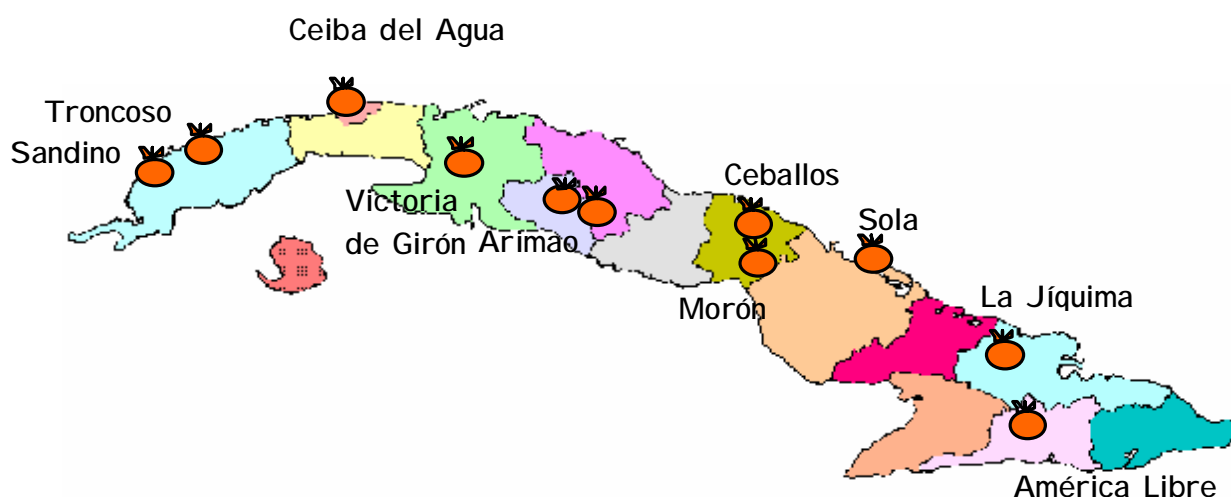 Ceiba del Agua
Troncoso
Sandino
Victoria
de Girón
Arimao
Ceballos
Sola
Morón
La Jíquima
América Libre